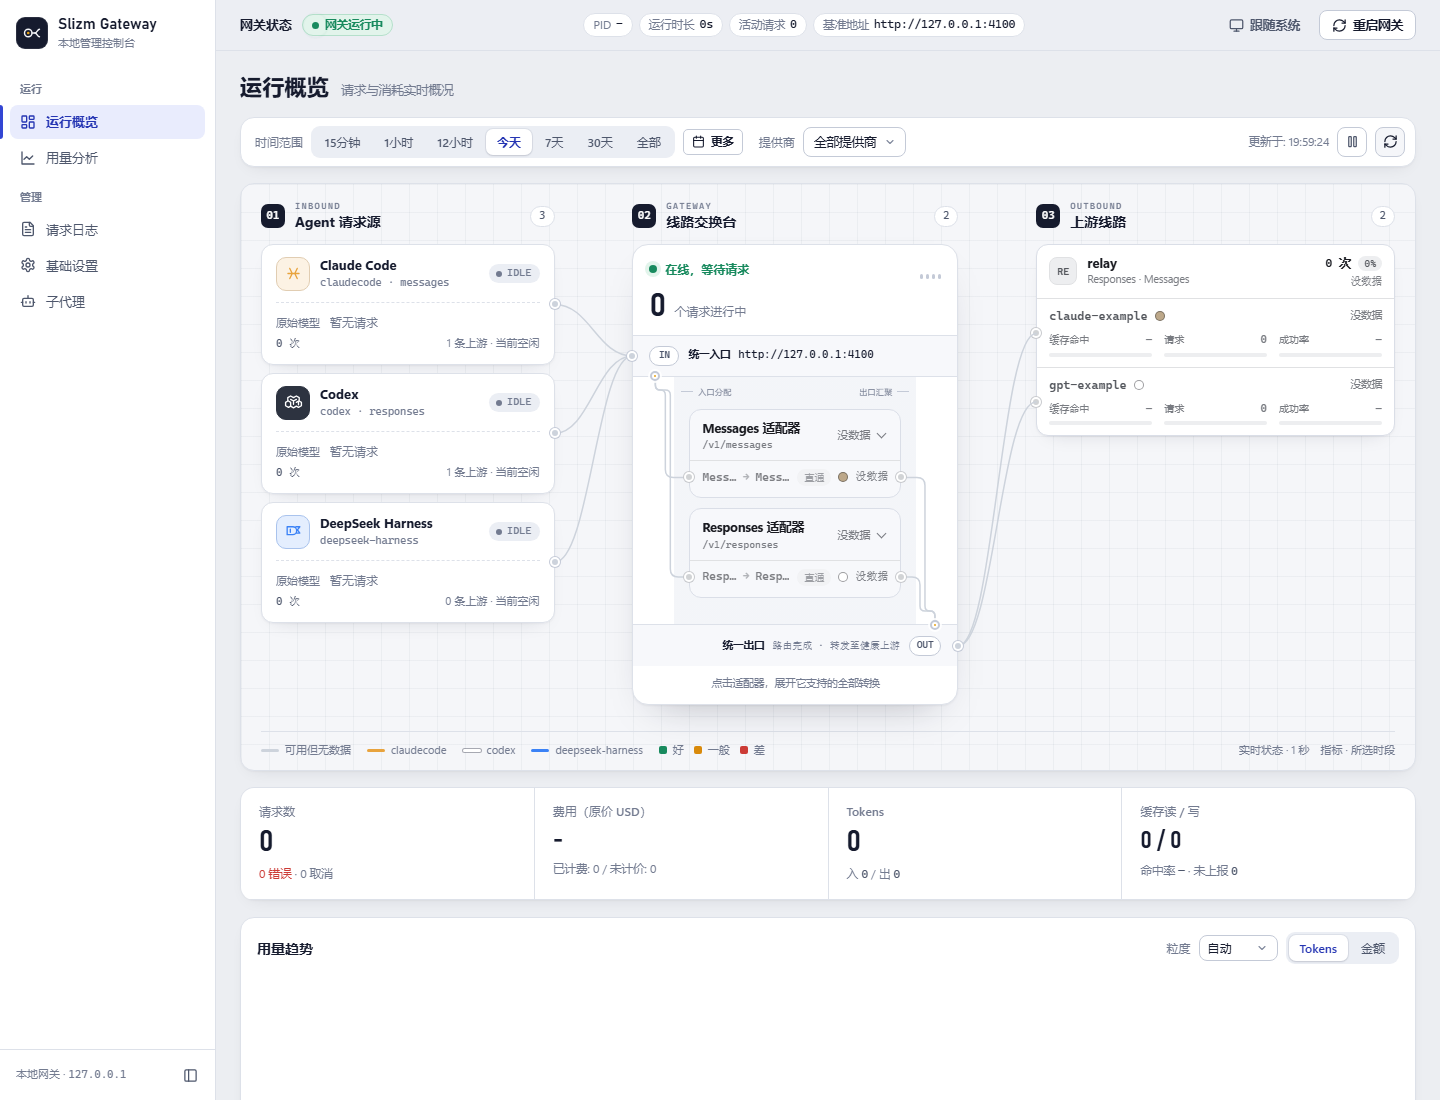 Slizm Gateway
本地管理控制台
运行
运行概览
用量分析
管理
请求日志
基础设置
子代理
本地网关 · 127.0.0.1
网关状态 网关运行中 PID – 运行时长 0s 活动请求 0 基准地址 http://127.0.0.1:4100 跟随系统 重启网关
运行概览 请求与消耗实时概况
时间范围 15分钟 1小时 12小时 今天 7天 30天 全部 更多 提供商 全部提供商 更新于: 19:59:24
01 INBOUND
Agent 请求源 3
Claude Code
claudecode · messages
IDLE
原始模型 暂无请求
0 次 1 条上游 · 当前空闲
Codex
codex · responses
IDLE
原始模型 暂无请求
0 次 1 条上游 · 当前空闲
DeepSeek Harness
deepseek-harness
IDLE
原始模型 暂无请求
0 次 0 条上游 · 当前空闲
02 GATEWAY
线路交换台 2
在线，等待请求
0 个请求进行中
IN 统一入口 http://127.0.0.1:4100
入口分配 出口汇聚
Messages 适配器
/v1/messages
没数据
Mess… → Mess… 直通 没数据
Responses 适配器
/v1/responses
没数据
Resp… → Resp… 直通 没数据
统一出口 路由完成 · 转发至健康上游 OUT
点击适配器，展开它支持的全部转换
03 OUTBOUND
上游线路 2
RE relay
Responses · Messages
0 次 0%
没数据
claude-example 没数据
缓存命中 – 请求 0 成功率 –
gpt-example 没数据
缓存命中 – 请求 0 成功率 –
可用但无数据 claudecode codex deepseek-harness 好 一般 差 实时状态 · 1 秒 指标 · 所选时段
请求数
0
0 错误 · 0 取消
费用（原价 USD）
-
已计费: 0 / 未计价: 0
Tokens
0
入 0 / 出 0
缓存读 / 写
0 / 0
命中率 – · 未上报 0
用量趋势 粒度 自动 Tokens 金额